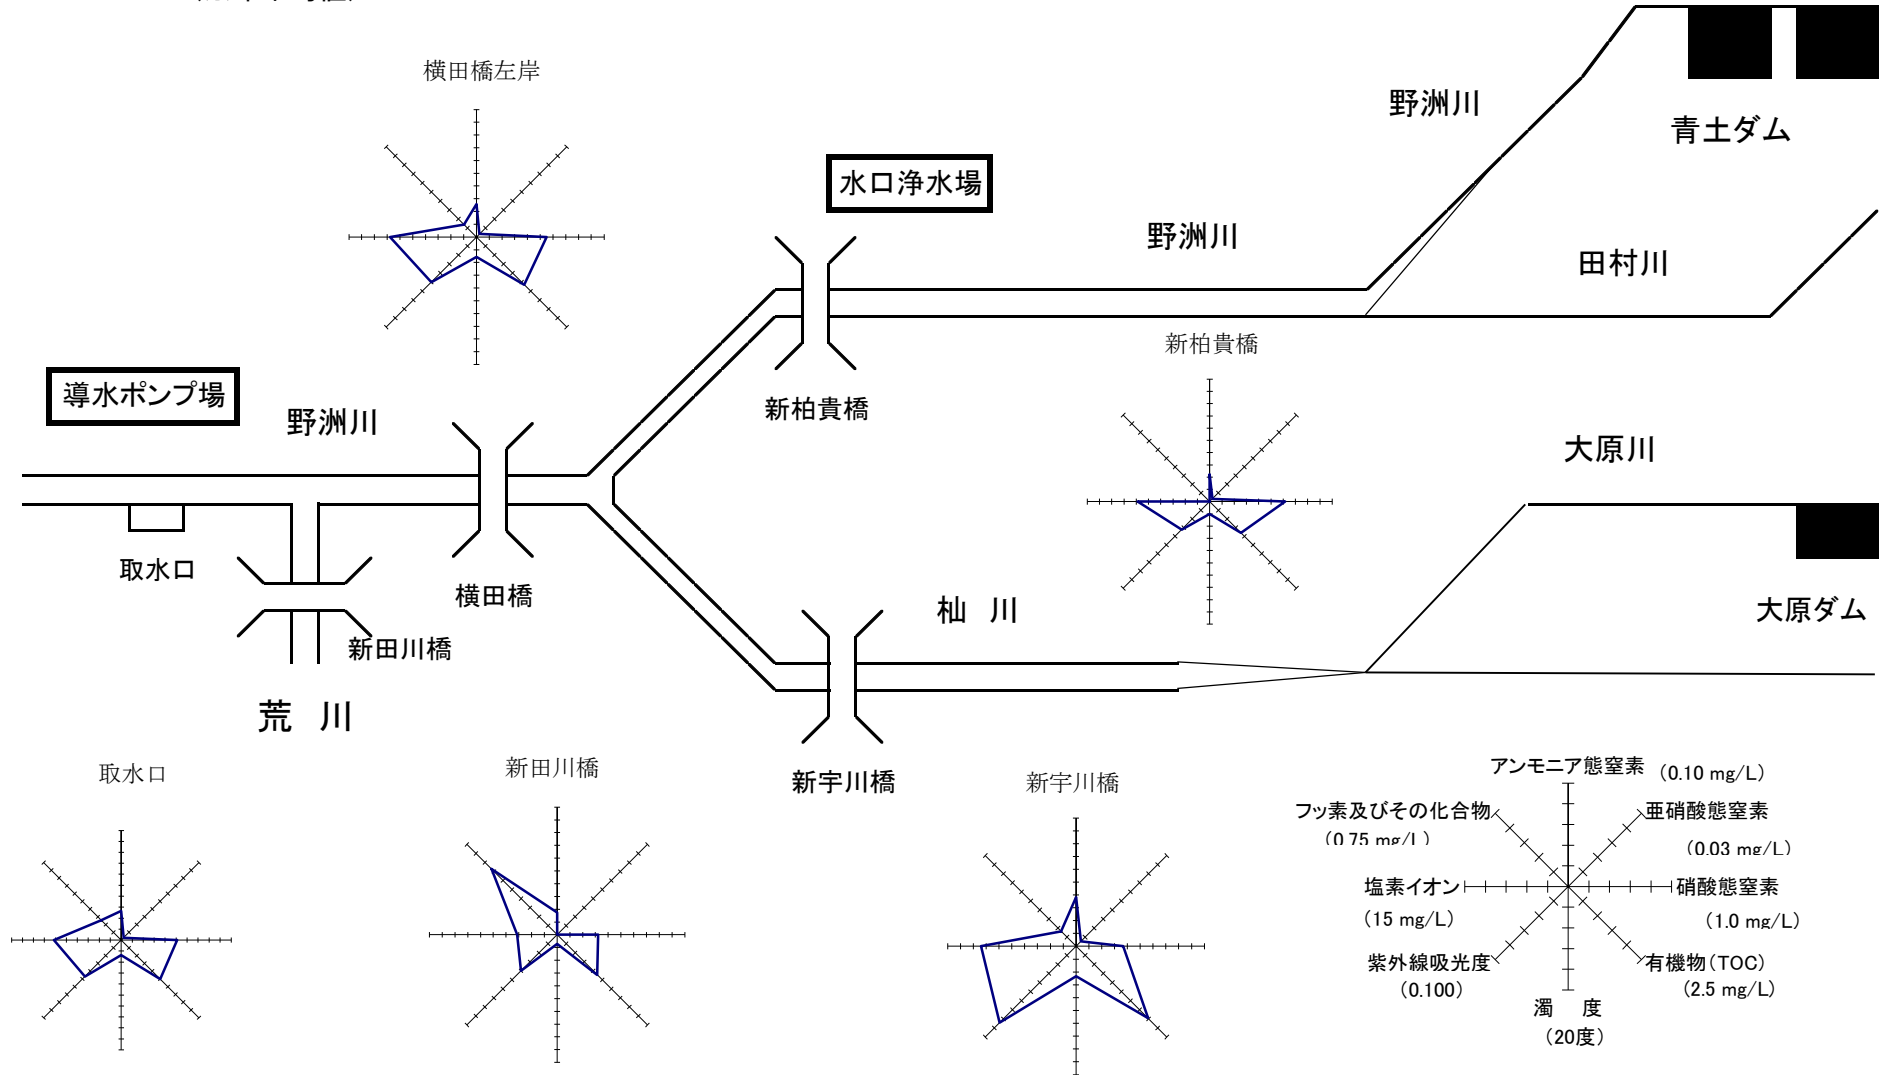 横田橋左岸
野洲川
青土ダム
水口浄水場
野洲川
田村川
新柏貴橋
導水ポンプ場
野洲川
新柏貴橋
大原川
取水口
横田橋
杣 川
大原ダム
新田川橋
荒 川
取水口
新田川橋
新宇川橋
新宇川橋
アンモニア態窒素 (0.10 mg/L)
フッ素及びその化合物
(0.75 mg/L)
亜硝酸態窒素
(0.03 mg/L)
塩素イオン
(15 mg/L)
硝酸態窒素
(1.0 mg/L)
紫外線吸光度
(0.100)
有機物(TOC)
(2.5 mg/L)
濁 度
(20度)